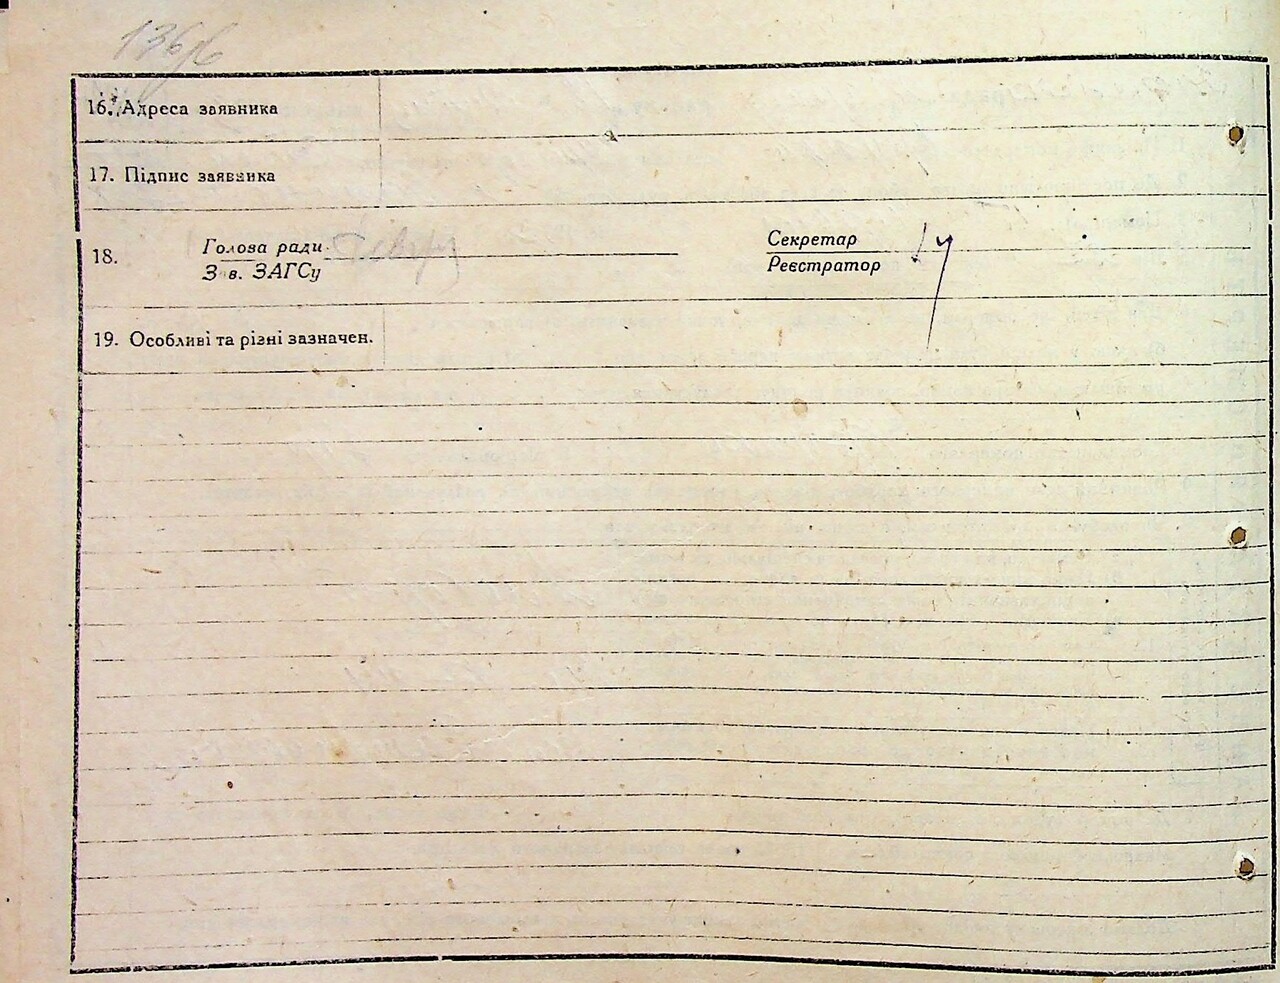 136/6
16. Адреса заявника
17. Підпис заявника
18. Голова ради Секретар
Зав. ЗАГСу Реєстратор
19. Особливі та різні зазначен.